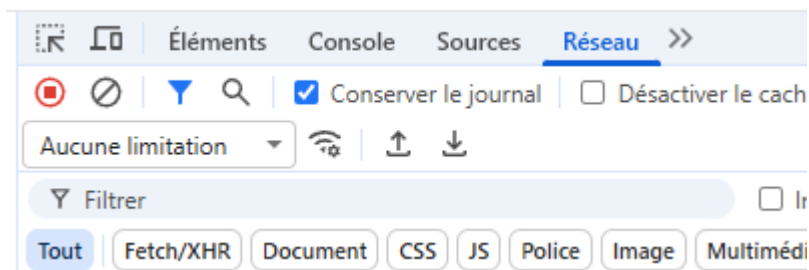 Éléments Console Sources Réseau
Conserver le journal Désactiver le cach
Aucune limitation
Filtrer
Tout Fetch/XHR Document CSS JS Police Image Multimédi